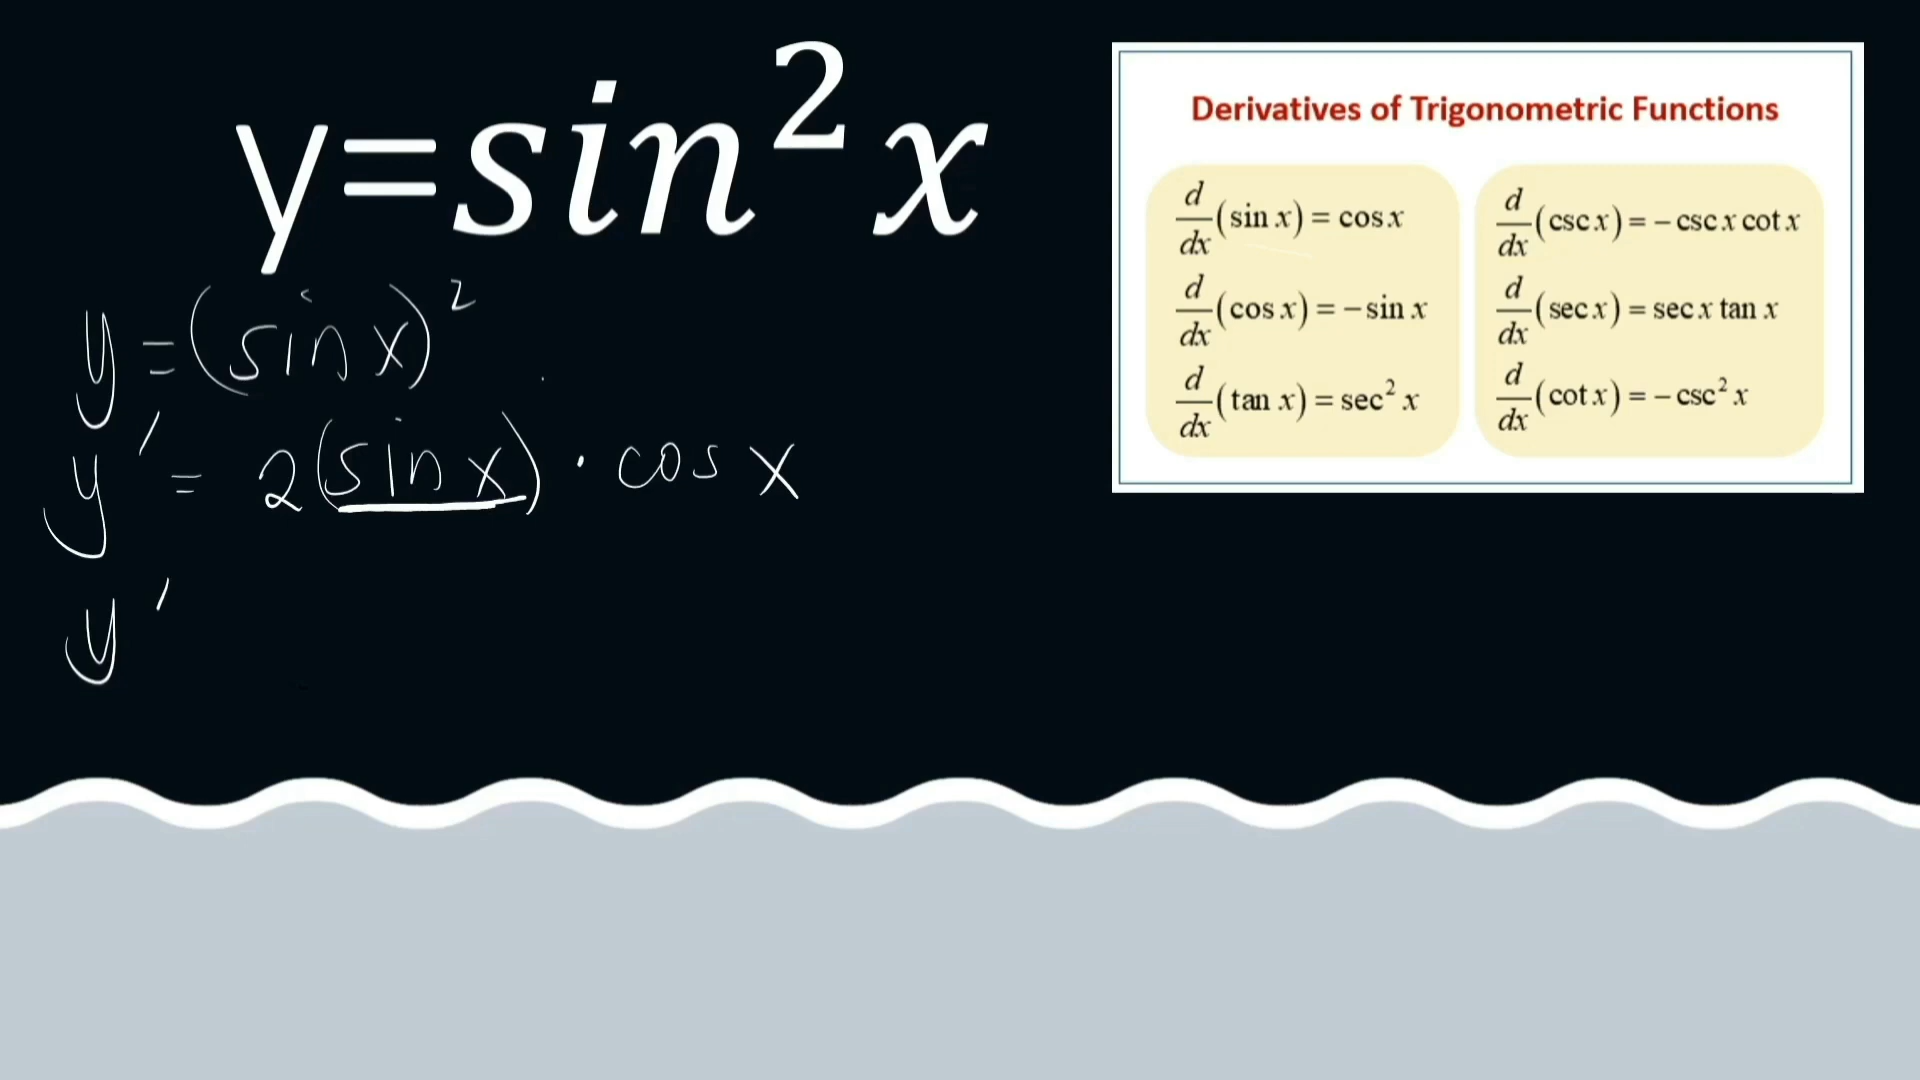 y=sin²x
y = (sin x)²
y' = 2(sin x) · cos x
y'
Derivatives of Trigonometric Functions
d/dx (sin x) = cos x
d/dx (cos x) = − sin x
d/dx (tan x) = sec² x
d/dx (csc x) = − csc x cot x
d/dx (sec x) = sec x tan x
d/dx (cot x) = − csc² x